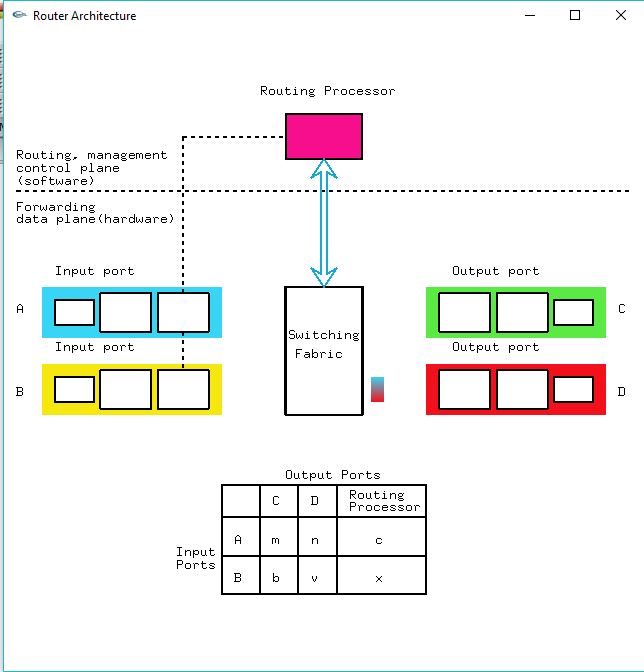 Router Architecture
Routing Processor
Routing, management
control plane
(software)
Forwarding
data plane(hardware)
Input port
Output port
A
C
Switching
Fabric
Input port
Output port
B
D
Output Ports
C D Routing
Processor
Input
Ports
A m n c
B b v x